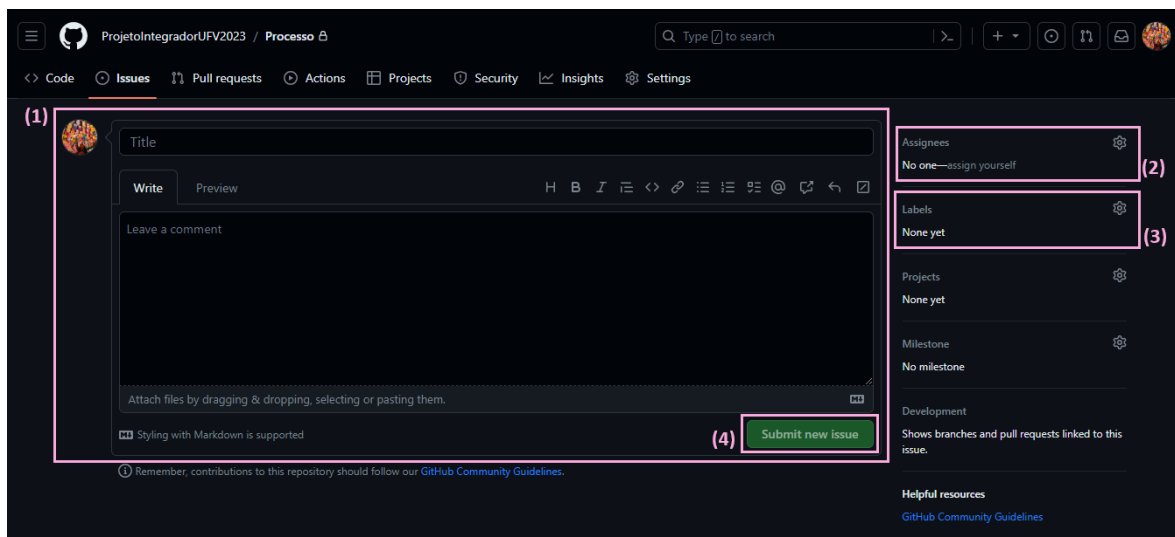 ProjetoIntegradorUFV2023 / Processo
Type / to search
Code Issues Pull requests Actions Projects Security Insights Settings
(1)
Title
Write Preview
H B I
Leave a comment
Attach files by dragging & dropping, selecting or pasting them.
Styling with Markdown is supported
(4)
Submit new issue
Remember, contributions to this repository should follow our GitHub Community Guidelines.
Assignees
No one—assign yourself
(2)
Labels
None yet
(3)
Projects
None yet
Milestone
No milestone
Development
Shows branches and pull requests linked to this
issue.
Helpful resources
GitHub Community Guidelines